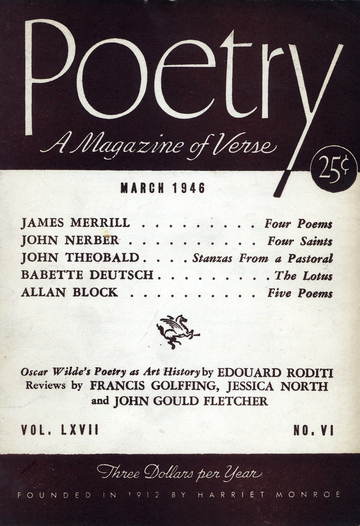 Poetry
A Magazine of Verse
25¢
MARCH 1946
JAMES MERRILL . . . . . . . . . . Four Poems
JOHN NERBER . . . . . . . . . . . Four Saints
JOHN THEOBALD . . . . Stanzas From a Pastoral
BABETTE DEUTSCH . . . . . . . . . . The Lotus
ALLAN BLOCK . . . . . . . . . . . Five Poems
Oscar Wilde's Poetry as Art History by EDOUARD RODITI
Reviews by FRANCIS GOLFFING, JESSICA NORTH
and JOHN GOULD FLETCHER
VOL. LXVII NO. VI
Three Dollars per Year
FOUNDED IN 1912 BY HARRIET MONROE